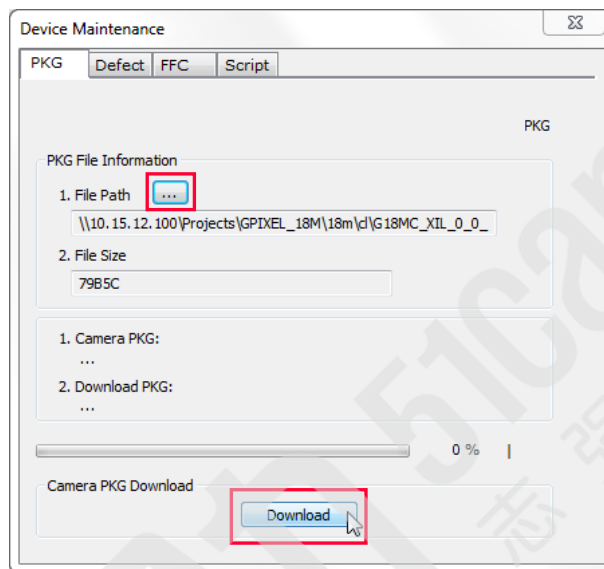 Device Maintenance
PKG
Defect
FFC
Script
PKG
PKG File Information
1. File Path
...
\\10.15.12.100\Projects\GPIXEL_18M\18m\cl\G18MC_XIL_0_0_
2. File Size
79B5C
1. Camera PKG:
...
2. Download PKG:
...
0 %
Camera PKG Download
Download